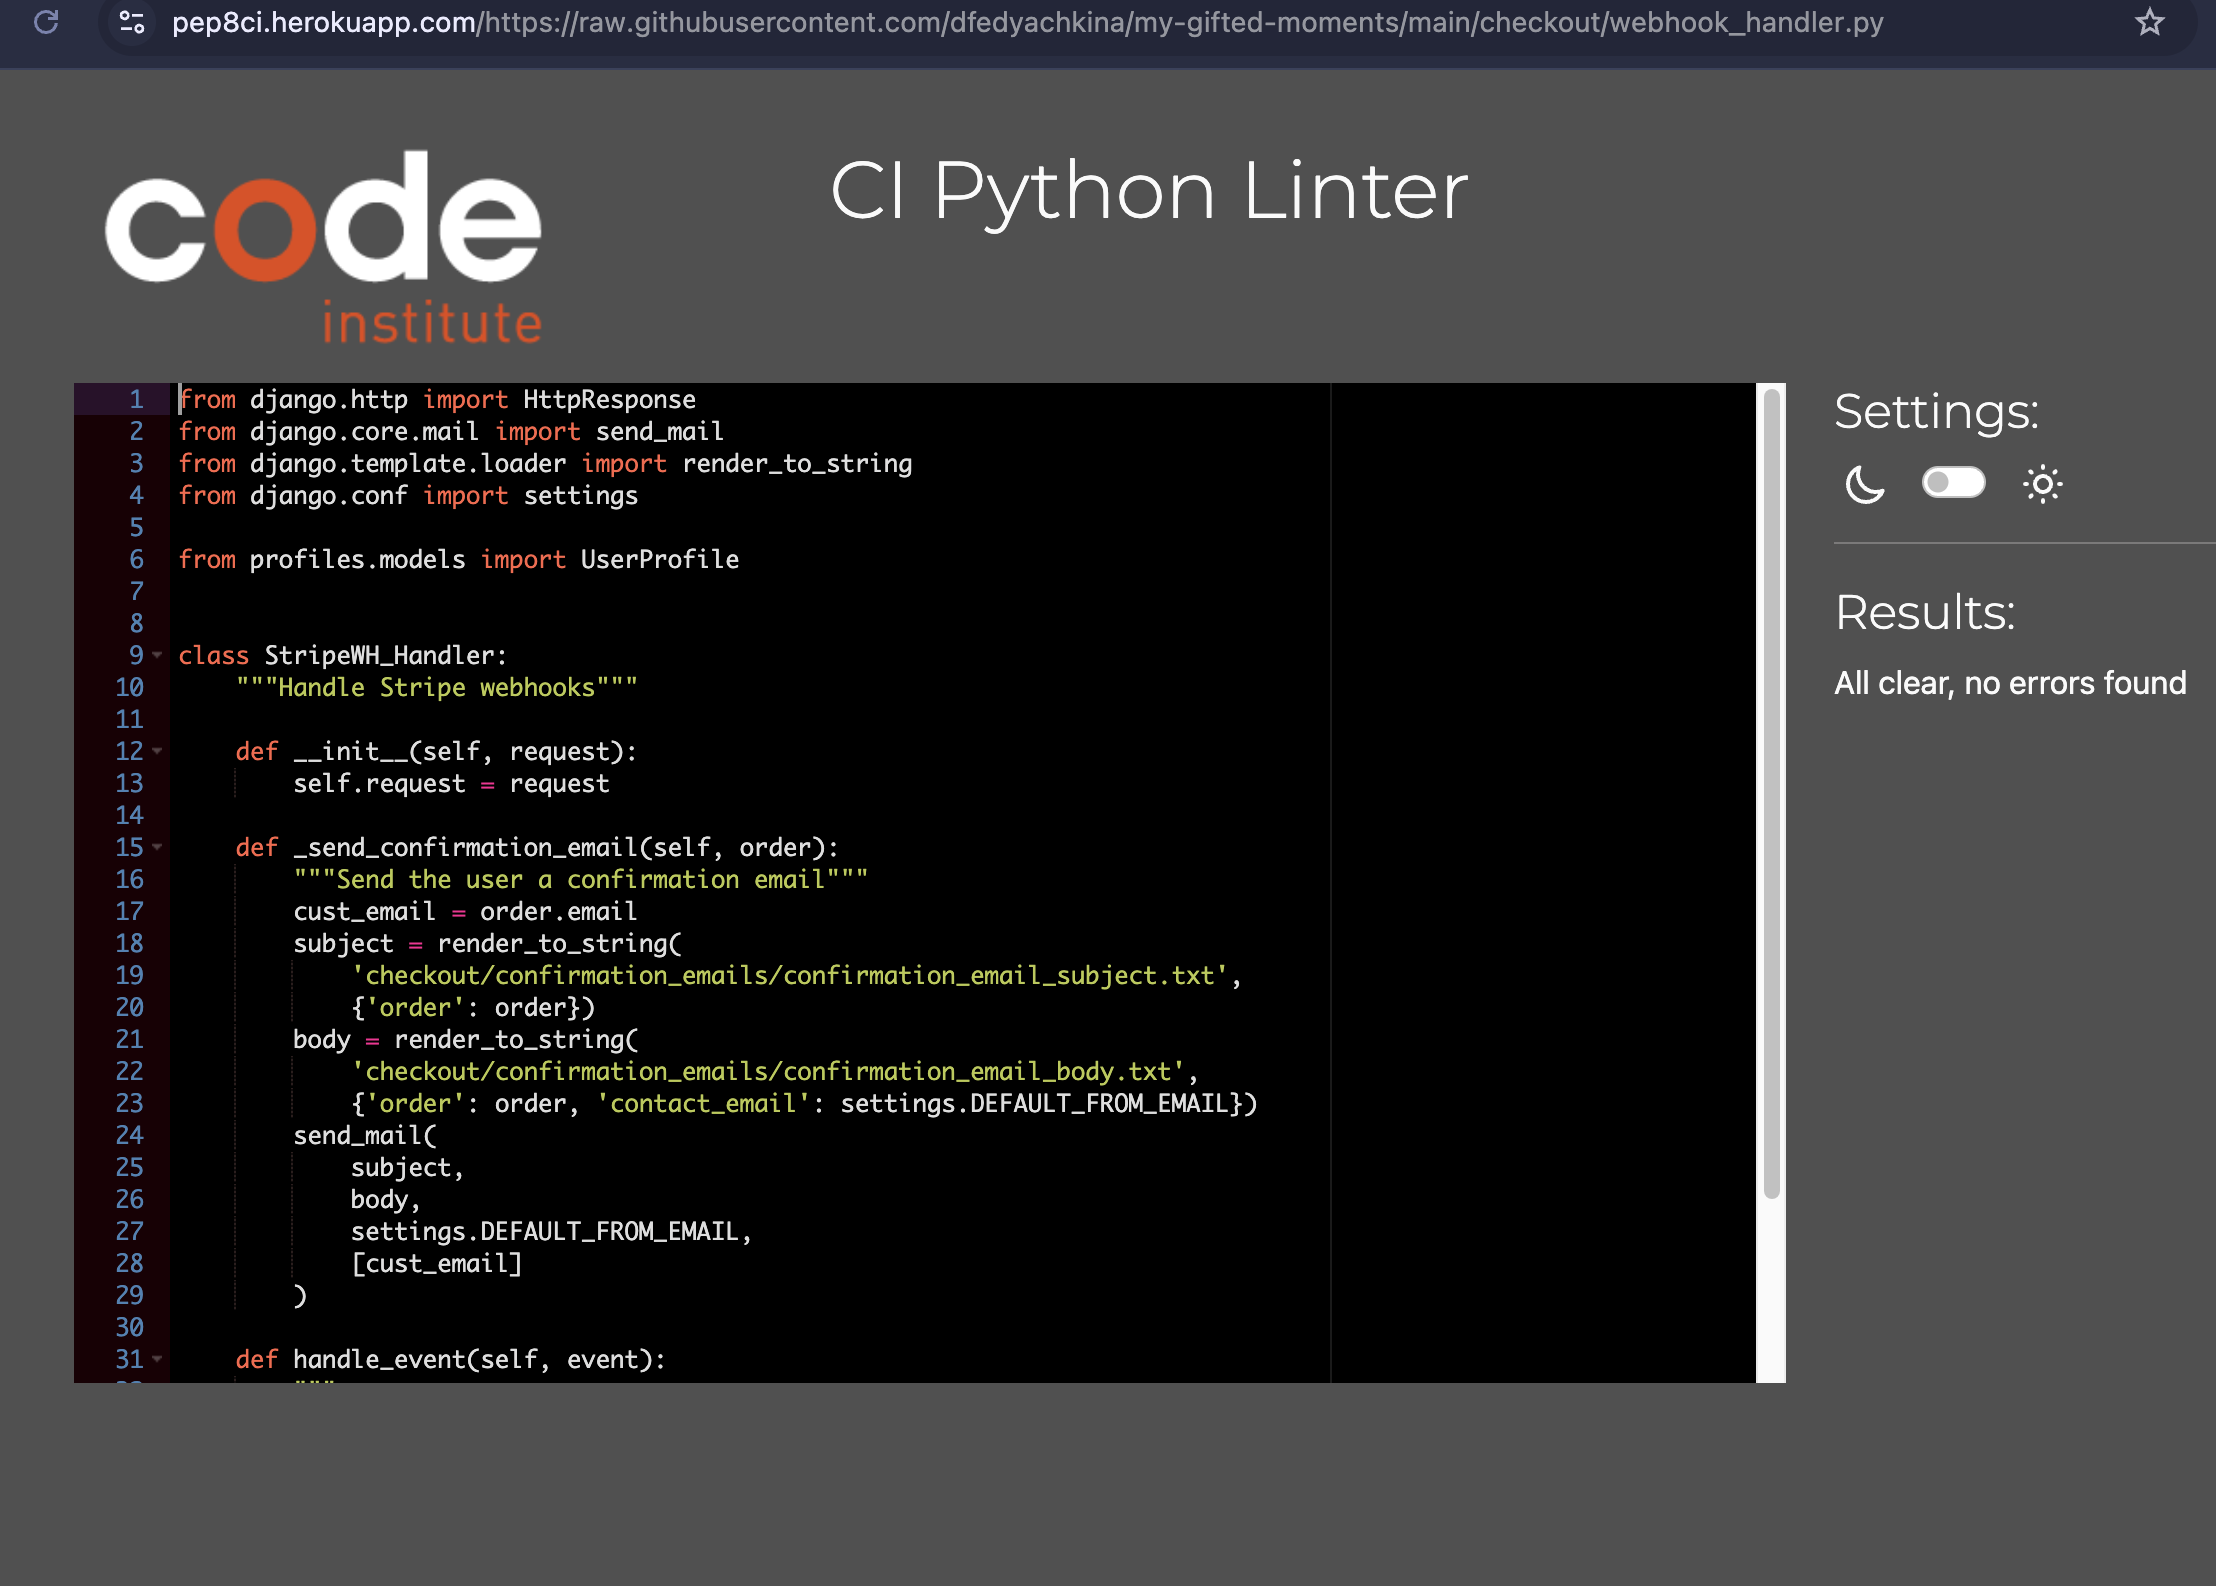 pep8ci.herokuapp.com/https://raw.githubusercontent.com/dfedyachkina/my-gifted-moments/main/checkout/webhook_handler.py
code
institute
CI Python Linter
1 from django.http import HttpResponse
2 from django.core.mail import send_mail
3 from django.template.loader import render_to_string
4 from django.conf import settings
5
6 from profiles.models import UserProfile
7
8
9 class StripeWH_Handler:
10     """Handle Stripe webhooks"""
11
12     def __init__(self, request):
13         self.request = request
14
15     def _send_confirmation_email(self, order):
16         """Send the user a confirmation email"""
17         cust_email = order.email
18         subject = render_to_string(
19             'checkout/confirmation_emails/confirmation_email_subject.txt',
20             {'order': order})
21         body = render_to_string(
22             'checkout/confirmation_emails/confirmation_email_body.txt',
23             {'order': order, 'contact_email': settings.DEFAULT_FROM_EMAIL})
24         send_mail(
25             subject,
26             body,
27             settings.DEFAULT_FROM_EMAIL,
28             [cust_email]
29         )
30
31     def handle_event(self, event):
Settings:
Results:
All clear, no errors found